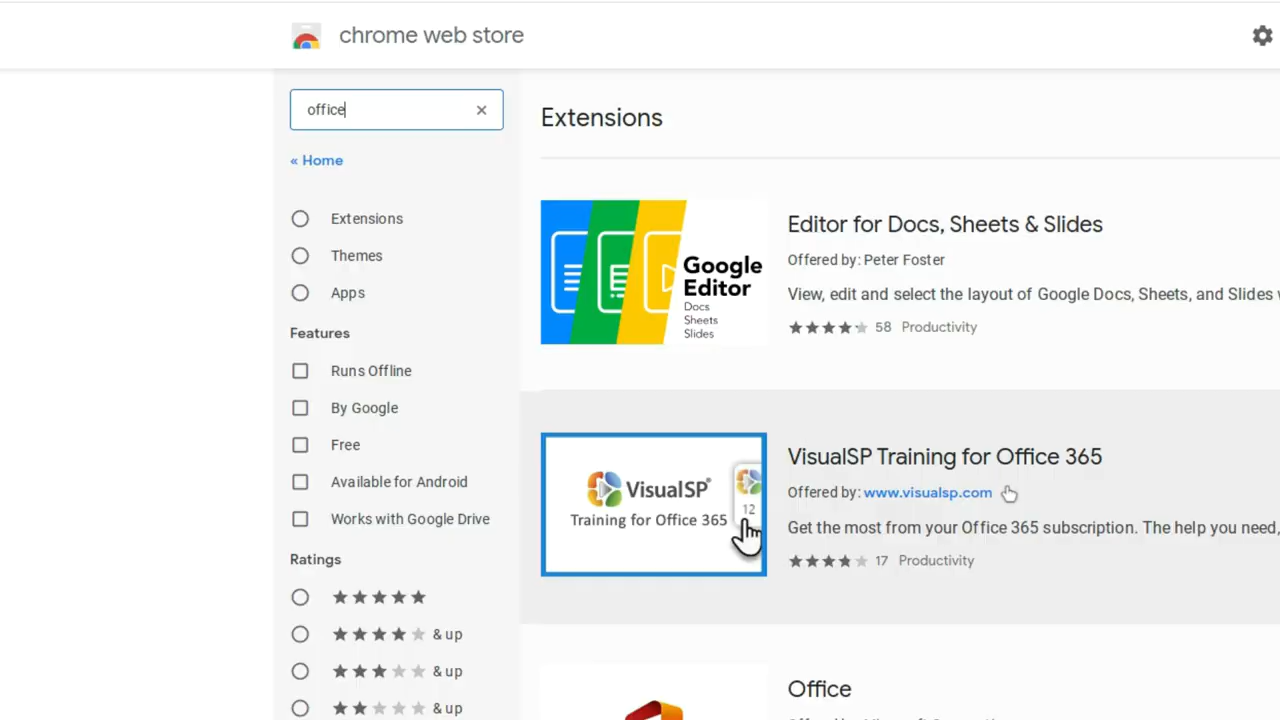 chrome web store
office
« Home
Extensions
Themes
Apps
Features
Runs Offline
By Google
Free
Available for Android
Works with Google Drive
Ratings
& up
& up
& up
Extensions
Google
Editor
Docs
Sheets
Slides
Editor for Docs, Sheets & Slides
Offered by: Peter Foster
View, edit and select the layout of Google Docs, Sheets, and Slides
58 Productivity
VisualSP®
Training for Office 365
12
VisualSP Training for Office 365
Offered by: www.visualsp.com
Get the most from your Office 365 subscription. The help you need,
17 Productivity
Office